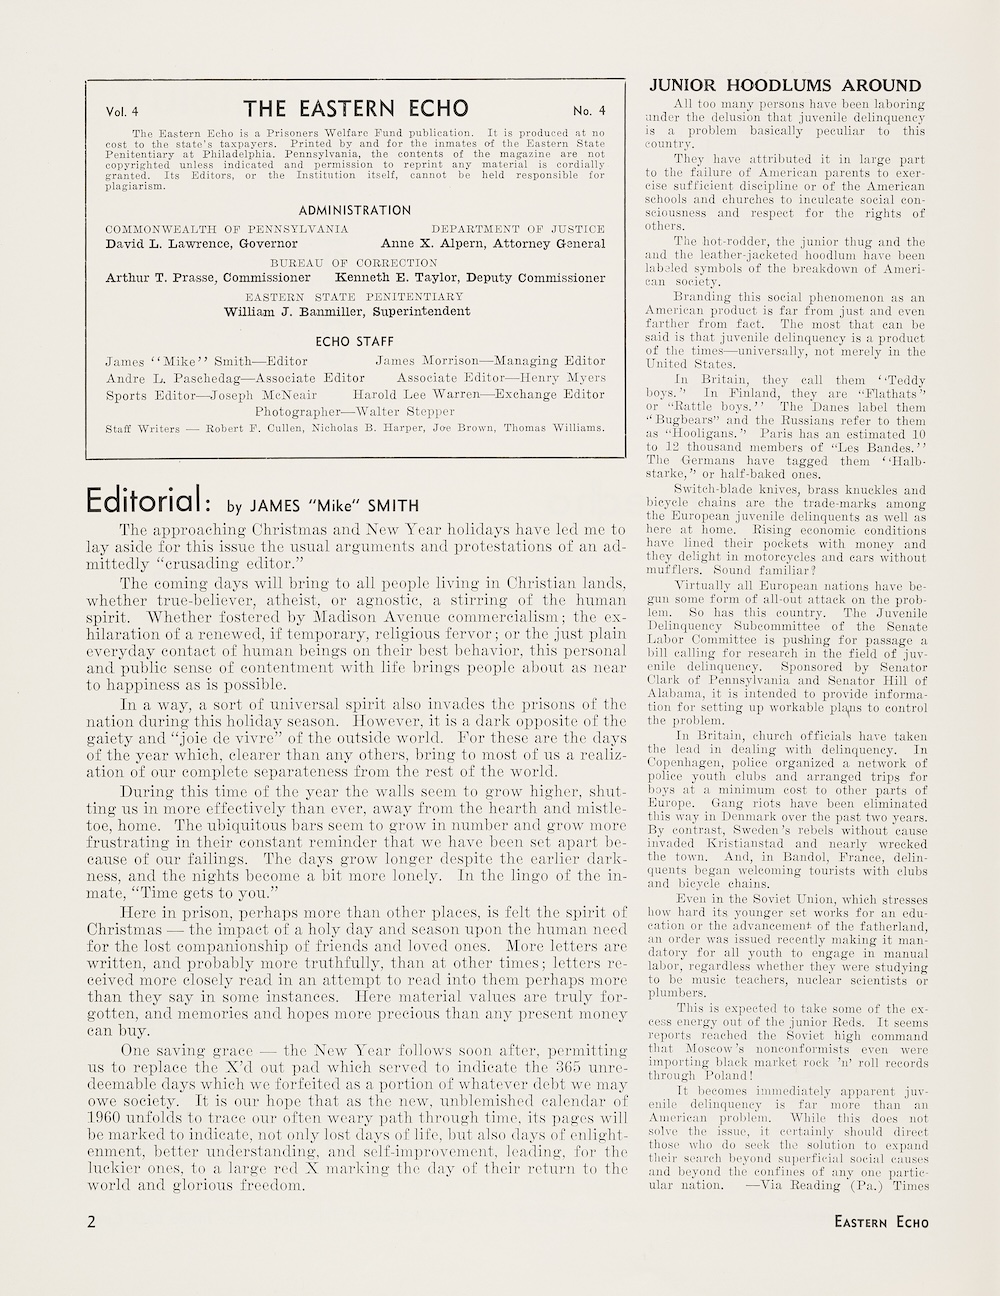 Vol. 4 THE EASTERN ECHO No. 4
The Eastern Echo is a Prisoners Welfare Fund publication. It is produced at no
cost to the state's taxpayers. Printed by and for the inmates of the Eastern State
Penitentiary at Philadelphia. Pennsylvania, the contents of the magazine are not
copyrighted unless indicated and permission to reprint any material is cordially
granted. Its Editors, or the Institution itself, cannot be held responsible for
plagiarism.
ADMINISTRATION
COMMONWEALTH OF PENNSYLVANIA DEPARTMENT OF JUSTICE
David L. Lawrence, Governor Anne X. Alpern, Attorney General
BUREAU OF CORRECTION
Arthur T. Prasse, Commissioner Kenneth E. Taylor, Deputy Commissioner
EASTERN STATE PENITENTIARY
William J. Banmiller, Superintendent
ECHO STAFF
James ‘‘Mike’’ Smith—Editor James Morrison—Managing Editor
Andre L. Paschedag—Associate Editor Associate Editor—Henry Myers
Sports Editor—Joseph McNeair Harold Lee Warren—Exchange Editor
Photographer—Walter Stepper
Staff Writers — Robert F. Cullen, Nicholas B. Harper, Joe Brown, Thomas Williams.
Editorial: by JAMES "Mike" SMITH
The approaching Christmas and New Year holidays have led me to
lay aside for this issue the usual arguments and protestations of an ad-
mittedly “crusading editor.”
The coming days will bring to all people living in Christian lands,
whether true-believer, atheist, or agnostic, a stirring of the human
spirit. Whether fostered by Madison Avenue commercialism; the ex-
hilaration of a renewed, if temporary, religious fervor; or the just plain
everyday contact of human beings on their best behavior, this personal
and public sense of contentment with life brings people about as near
to happiness as is possible.
In a way, a sort of universal spirit also invades the prisons of the
nation during this holiday season. However, it is a dark opposite of the
gaiety and “joie de vivre” of the outside world. For these are the days
of the year which, clearer than any others, bring to most of us a realiz-
ation of our complete separateness from the rest of the world.
During this time of the year the walls seem to grow higher, shut-
ting us in more effectively than ever, away from the hearth and mistle-
toe, home. The ubiquitous bars seem to grow in number and grow more
frustrating in their constant reminder that we have been set apart be-
cause of our failings. The days grow longer despite the earlier dark-
ness, and the nights become a bit more lonely. In the lingo of the in-
mate, “Time gets to you.”
Here in prison, perhaps more than other places, is felt the spirit of
Christmas — the impact of a holy day and season upon the human need
for the lost companionship of friends and loved ones. More letters are
written, and probably more truthfully, than at other times; letters re-
ceived more closely read in an attempt to read into them perhaps more
than they say in some instances. Here material values are truly for-
gotten, and memories and hopes more precious than any present money
can buy.
One saving grace — the New Year follows soon after, permitting
us to replace the X'd out pad which served to indicate the 365 unre-
deemable days which we forfeited as a portion of whatever debt we may
owe society. It is our hope that as the new, unblemished calendar of
1960 unfolds to trace our often weary path through time, its pages will
be marked to indicate, not only lost days of life, but also days of enlight-
enment, better understanding, and self-improvement, leading, for the
luckier ones, to a large red X marking the day of their return to the
world and glorious freedom.
JUNIOR HOODLUMS AROUND
All too many persons have been laboring
under the delusion that juvenile delinquency
is a problem basically peculiar to this
country.
They have attributed it in large part
to the failure of American parents to exer-
cise sufficient discipline or of the American
schools and churches to inculcate social con-
sciousness and respect for the rights of
others.
The hot-rodder, the junior thug and the
and the leather-jacketed hoodlum have been
labeled symbols of the breakdown of Ameri-
can society.
Branding this social phenomenon as an
American product is far from just and even
farther from fact. The most that can be
said is that juvenile delinquency is a product
of the times—universally, not merely in the
United States.
In Britain, they call them ‘‘Teddy
boys.’’ In Finland, they are “Flathats’’
or “Rattle boys.’’ The Danes label them
“Bugbears” and the Russians refer to them
as “Hooligans.’’ Paris has an estimated 10
to 12 thousand members of “Les Bandes.’’
The Germans have tagged them ‘‘Halb-
starke,’’ or half-baked ones.
Switch-blade knives, brass knuckles and
bicycle chains are the trade-marks among
the European juvenile delinquents as well as
here at home. Rising economic conditions
have lined their pockets with money and
they delight in motorcycles and cars without
mufflers. Sound familiar?
Virtually all European nations have be-
gun some form of all-out attack on the prob-
lem. So has this country. The Juvenile
Delinquency Subcommittee of the Senate
Labor Committee is pushing for passage a
bill calling for research in the field of juv-
enile delinquency. Sponsored by Senator
Clark of Pennsylvania and Senator Hill of
Alabama, it is intended to provide informa-
tion for setting up workable plans to control
the problem.
In Britain, church officials have taken
the lead in dealing with delinquency. In
Copenhagen, police organized a network of
police youth clubs and arranged trips for
boys at a minimum cost to other parts of
Europe. Gang riots have been eliminated
this way in Denmark over the past two years.
By contrast, Sweden's rebels without cause
invaded Kristianstad and nearly wrecked
the town. And, in Bandol, France, delin-
quents began welcoming tourists with clubs
and bicycle chains.
Even in the Soviet Union, which stresses
how hard its younger set works for an edu-
cation or the advancement of the fatherland,
an order was issued recently making it man-
datory for all youth to engage in manual
labor, regardless whether they were studying
to be music teachers, nuclear scientists or
plumbers.
This is expected to take some of the ex-
cess energy out of the junior Reds. It seems
reports reached the Soviet high command
that Moscow's nonconformists even were
importing black market rock 'n' roll records
through Poland!
It becomes immediately apparent juv-
enile delinquency is far more than an
American problem. While this does not
solve the issue, it certainly should direct
those who do seek the solution to expand
their search beyond superficial social causes
and beyond the confines of any one partic-
ular nation. —Via Reading (Pa.) Times
2 EASTERN ECHO